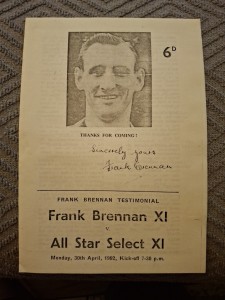 6D
THANKS FOR COMING!
Sincerely yours
Frank Brennan
FRANK BRENNAN TESTIMONIAL
Frank Brennan XI
v.
All Star Select XI
Monday, 30th April, 1962, Kick-off 7-30 p.m.